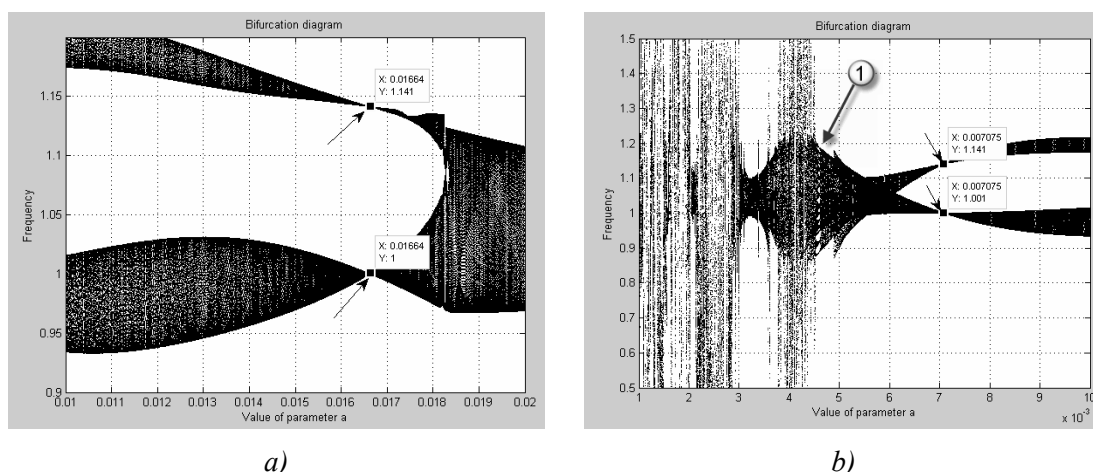 Bifurcation diagram
Frequency
1.15
1.1
1.05
1
0.95
0.9
X: 0.01664
Y: 1.141
X: 0.01664
Y: 1
0.01 0.011 0.012 0.013 0.014 0.015 0.016 0.017 0.018 0.019 0.02
Value of parameter a
a)
Bifurcation diagram
Frequency
1.5
1.4
1.3
1.2
1.1
1
0.9
0.8
0.7
0.6
0.5
1
X: 0.007075
Y: 1.141
X: 0.007075
Y: 1.001
1 2 3 4 5 6 7 8 9 10
Value of parameter a
x 10⁻³
b)